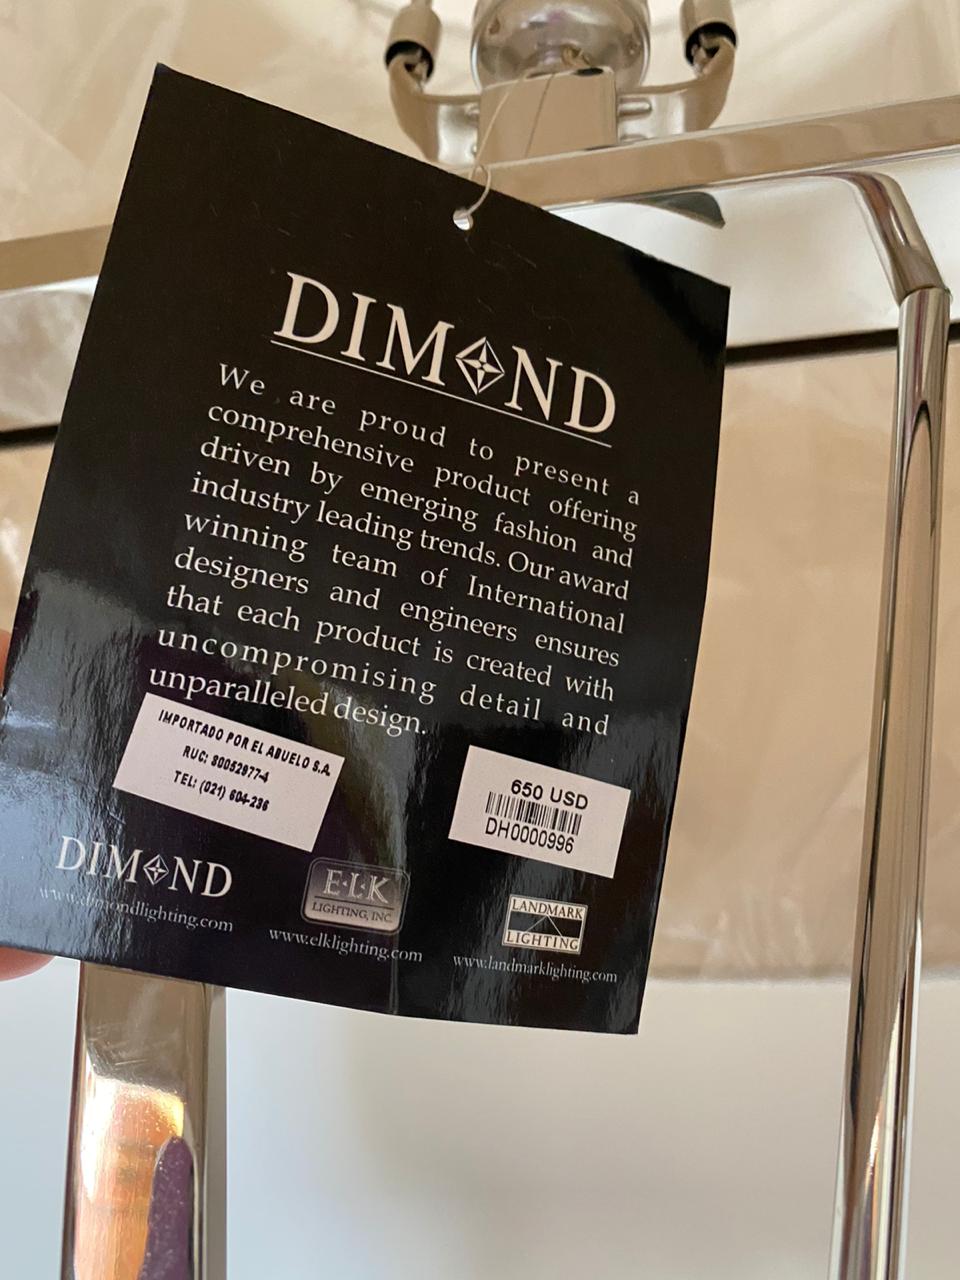 DIMOND
We are proud to present a
comprehensive product offering
driven by emerging fashion and
industry leading trends. Our award
winning team of International
designers and engineers ensures
that each product is created with
uncompromising detail and
unparalleled design.
IMPORTADO POR EL ABUELO S.A.
RUC: 80052977-4
TEL: (021) 604-236
650 USD
DH0000996
DIMOND
www.dimondlighting.com
E·L·K
LIGHTING, INC
www.elklighting.com
LANDMARK
LIGHTING
www.landmarklighting.com